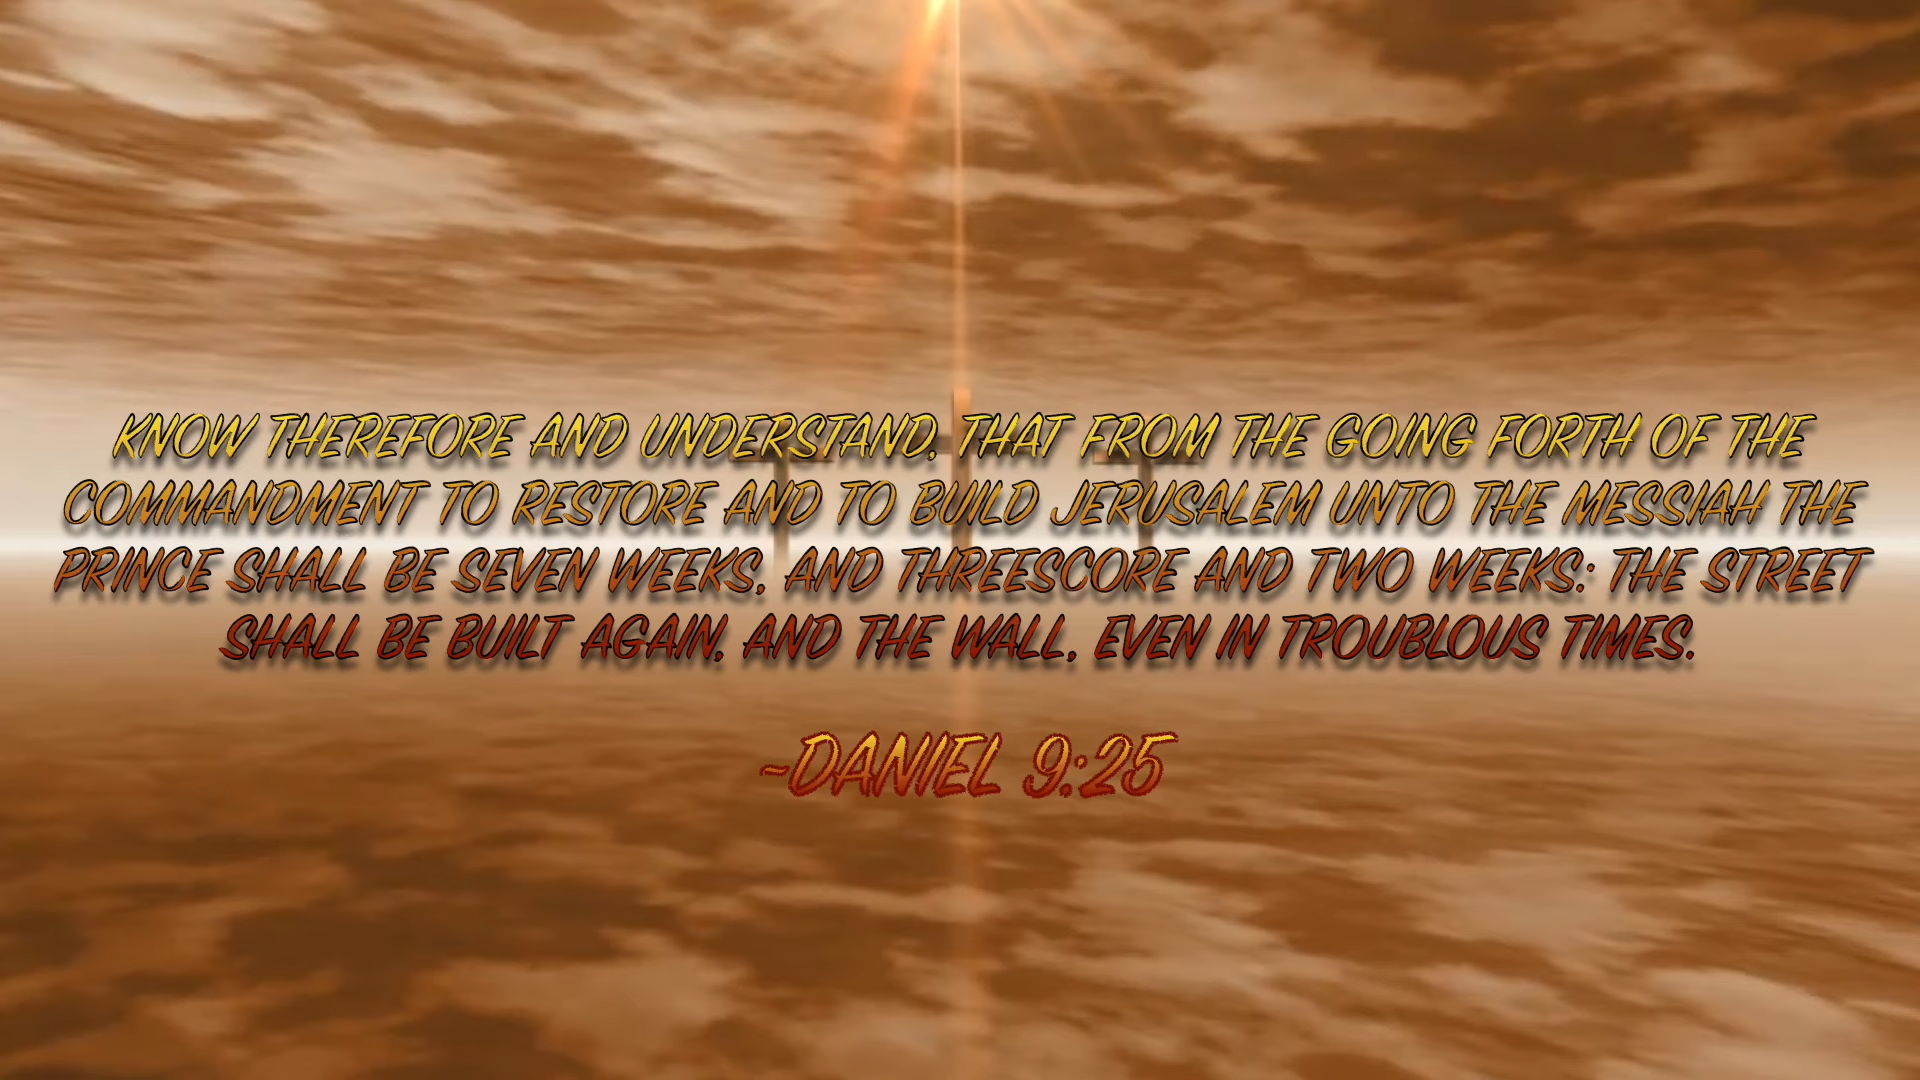 KNOW THEREFORE AND UNDERSTAND, THAT FROM THE GOING FORTH OF THE
COMMANDMENT TO RESTORE AND TO BUILD JERUSALEM UNTO THE MESSIAH THE
PRINCE SHALL BE SEVEN WEEKS, AND THREESCORE AND TWO WEEKS: THE STREET
SHALL BE BUILT AGAIN, AND THE WALL, EVEN IN TROUBLOUS TIMES.
~DANIEL 9:25